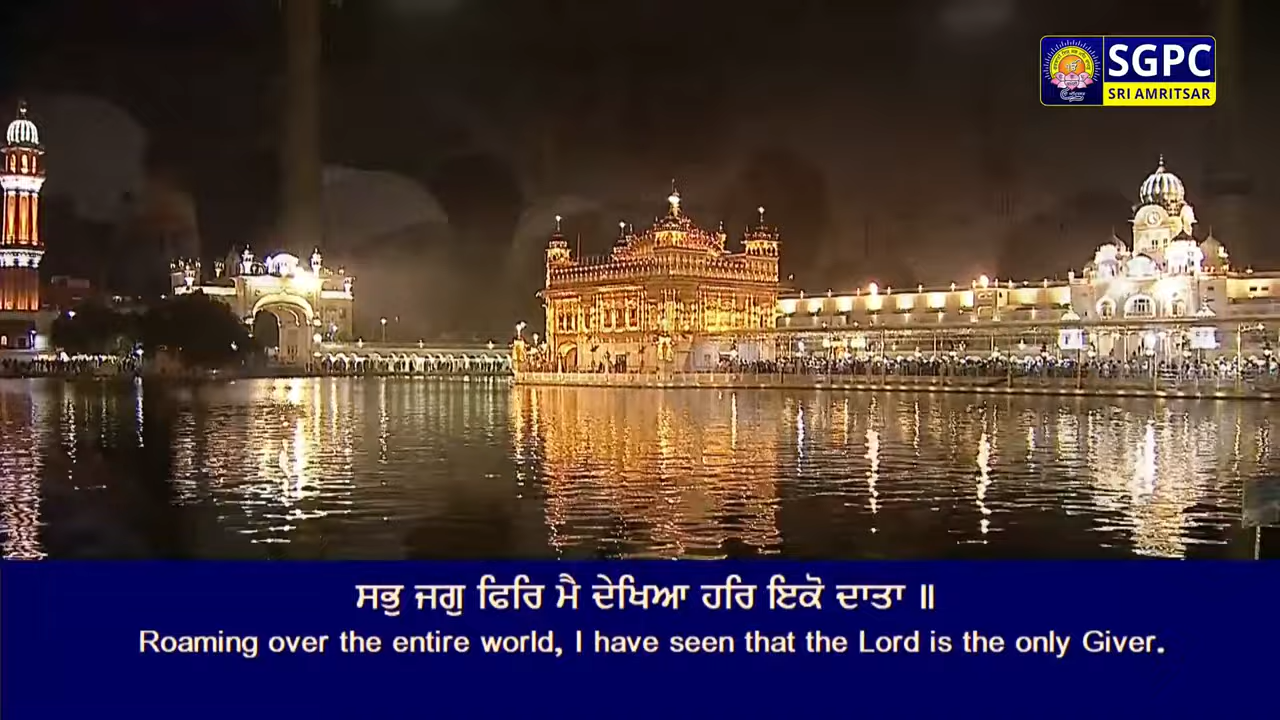 SGPC
SRI AMRITSAR
ਸਭੁ ਜਗੁ ਫਿਰਿ ਮੈ ਦੇਖਿਆ ਹਰਿ ਇਕੋ ਦਾਤਾ ॥
Roaming over the entire world, I have seen that the Lord is the only Giver.